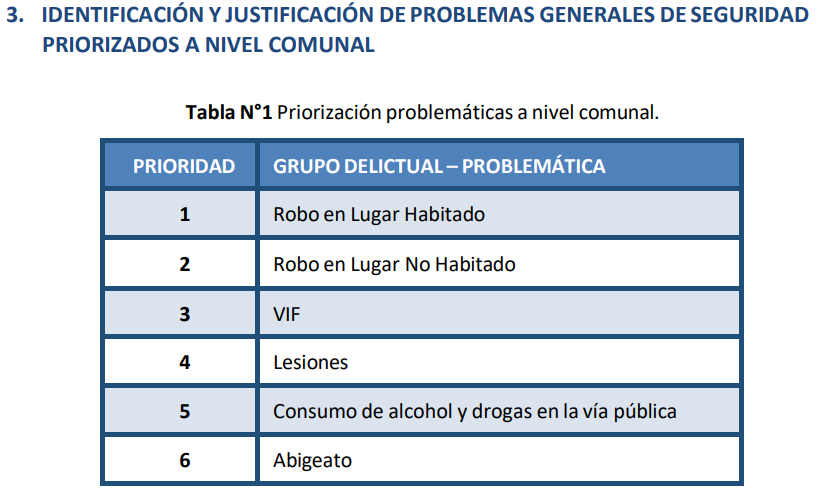 3. IDENTIFICACIÓN Y JUSTIFICACIÓN DE PROBLEMAS GENERALES DE SEGURIDAD
PRIORIZADOS A NIVEL COMUNAL
Tabla N°1 Priorización problemáticas a nivel comunal.
PRIORIDAD GRUPO DELICTUAL – PROBLEMÁTICA
1 Robo en Lugar Habitado
2 Robo en Lugar No Habitado
3 VIF
4 Lesiones
5 Consumo de alcohol y drogas en la vía pública
6 Abigeato